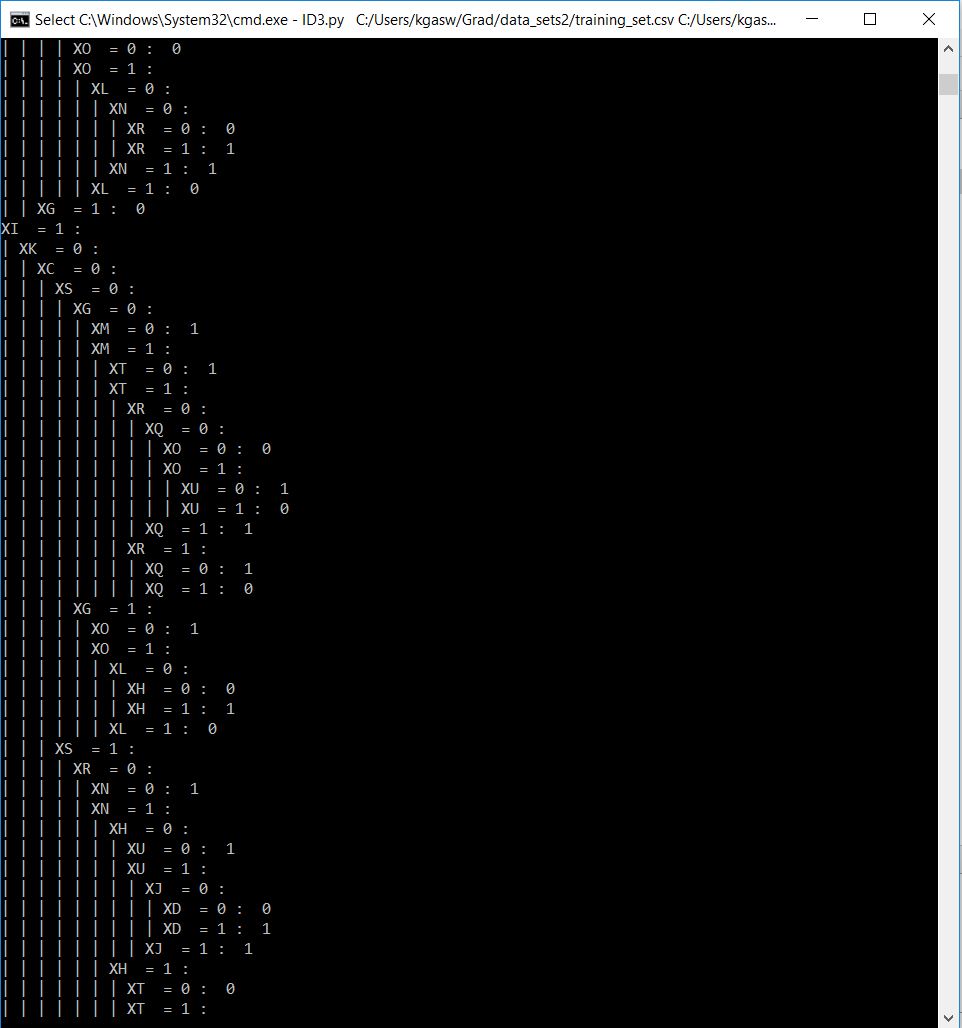 Select C:\Windows\System32\cmd.exe - ID3.py C:/Users/kgasw/Grad/data_sets2/training_set.csv C:/Users/kgas...
| | | | XO = 0 : 0
| | | | XO = 1 :
| | | | | XL = 0 :
| | | | | | XN = 0 :
| | | | | | | XR = 0 : 0
| | | | | | | XR = 1 : 1
| | | | | | XN = 1 : 1
| | | | | XL = 1 : 0
| | XG = 1 : 0
XI = 1 :
| XK = 0 :
| | XC = 0 :
| | | XS = 0 :
| | | | XG = 0 :
| | | | | XM = 0 : 1
| | | | | XM = 1 :
| | | | | | XT = 0 : 1
| | | | | | XT = 1 :
| | | | | | | XR = 0 :
| | | | | | | | XQ = 0 :
| | | | | | | | | XO = 0 : 0
| | | | | | | | | XO = 1 :
| | | | | | | | | | XU = 0 : 1
| | | | | | | | | | XU = 1 : 0
| | | | | | | | XQ = 1 : 1
| | | | | | | XR = 1 :
| | | | | | | | XQ = 0 : 1
| | | | | | | | XQ = 1 : 0
| | | | XG = 1 :
| | | | | XO = 0 : 1
| | | | | XO = 1 :
| | | | | | XL = 0 :
| | | | | | | XH = 0 : 0
| | | | | | | XH = 1 : 1
| | | | | | XL = 1 : 0
| | | XS = 1 :
| | | | XR = 0 :
| | | | | XN = 0 : 1
| | | | | XN = 1 :
| | | | | | XH = 0 :
| | | | | | | XU = 0 : 1
| | | | | | | XU = 1 :
| | | | | | | | XJ = 0 :
| | | | | | | | | XD = 0 : 0
| | | | | | | | | XD = 1 : 1
| | | | | | | | XJ = 1 : 1
| | | | | | XH = 1 :
| | | | | | | XT = 0 : 0
| | | | | | | XT = 1 :